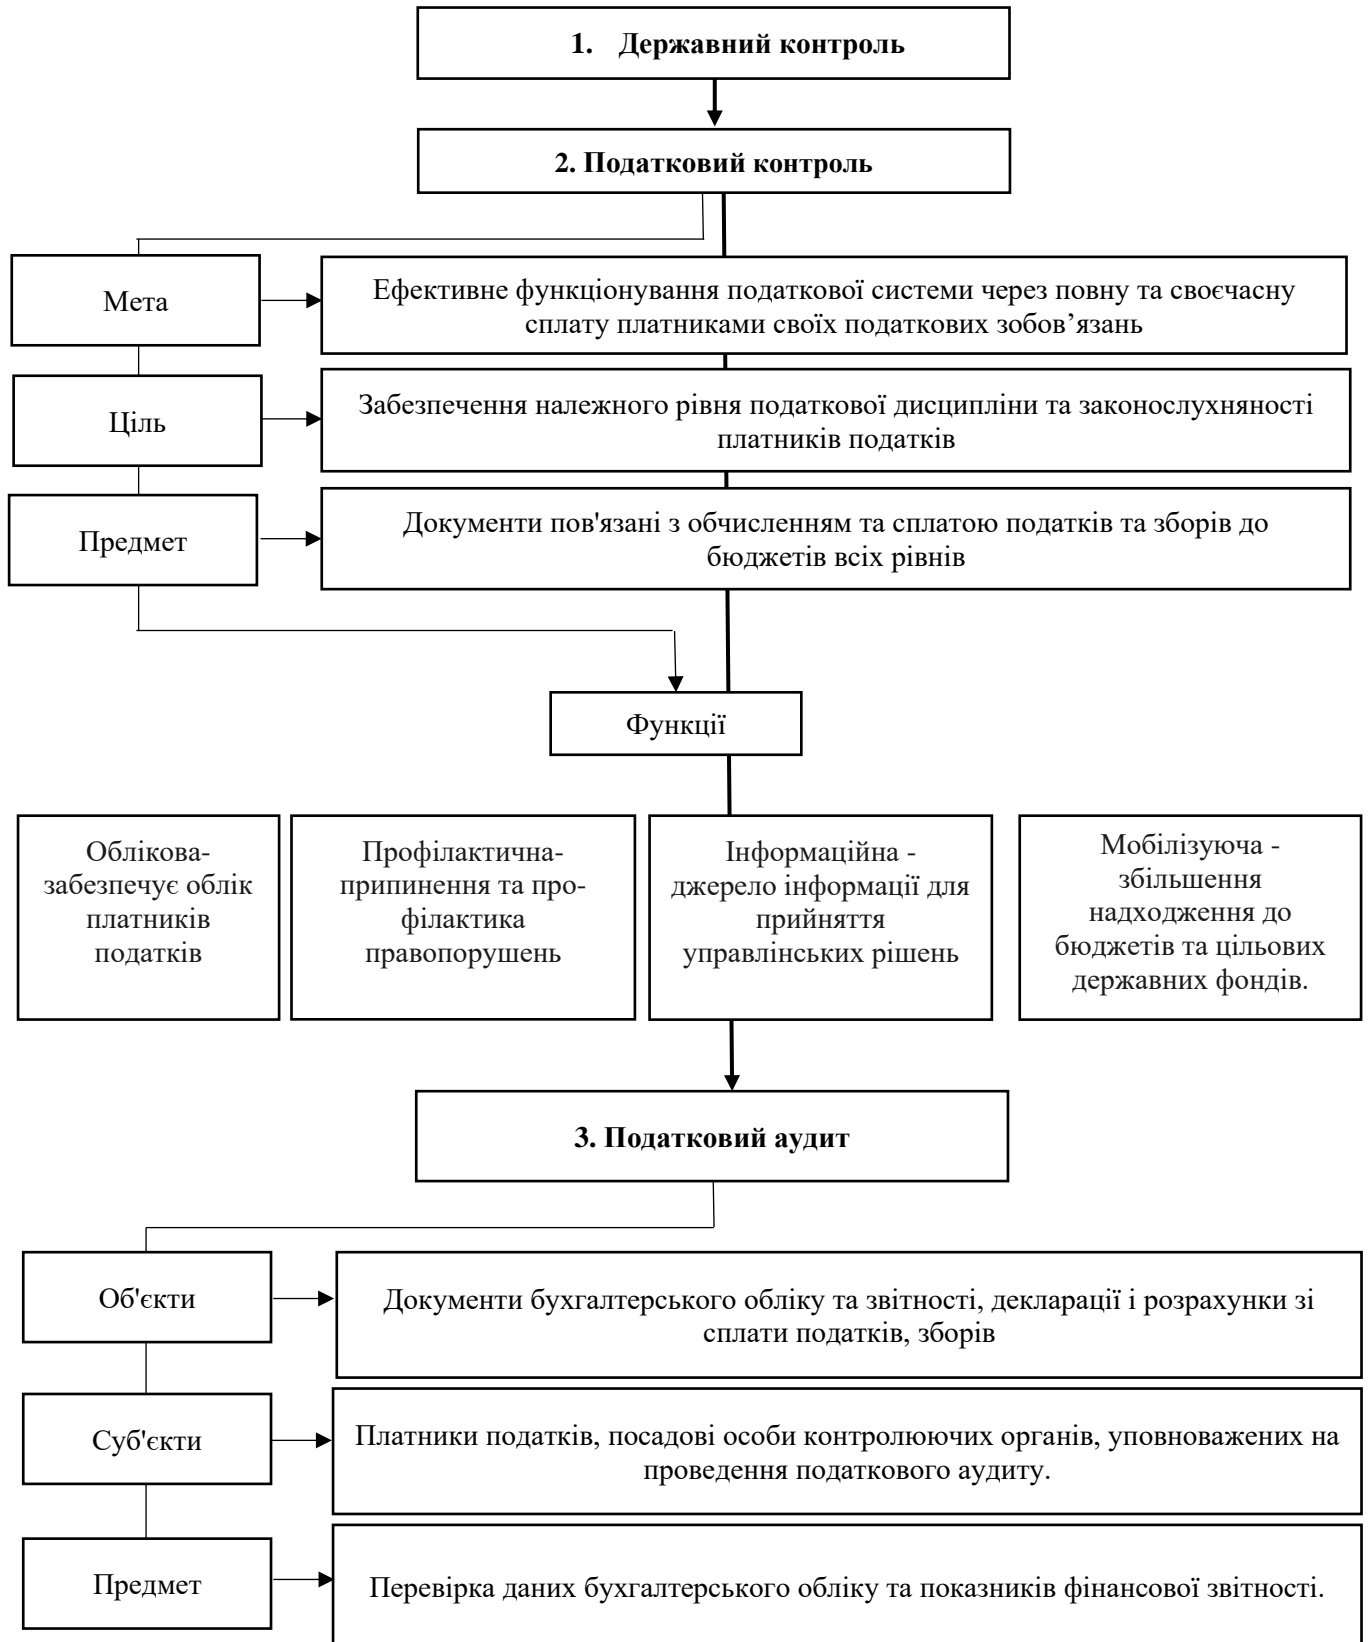 1. Державний контроль
2. Податковий контроль
Мета
Ефективне функціонування податкової системи через повну та своєчасну
сплату платниками своїх податкових зобов’язань
Ціль
Забезпечення належного рівня податкової дисципліни та законослухняності
платників податків
Предмет
Документи пов'язані з обчисленням та сплатою податків та зборів до
бюджетів всіх рівнів
Функції
Облікова-
забезпечує облік
платників
податків
Профілактична-
припинення та про-
філактика
правопорушень
Інформаційна -
джерело інформації для
прийняття
управлінських рішень
Мобілізуюча -
збільшення
надходження до
бюджетів та цільових
державних фондів.
3. Податковий аудит
Об'єкти
Документи бухгалтерського обліку та звітності, декларації і розрахунки зі
сплати податків, зборів
Суб'єкти
Платники податків, посадові особи контролюючих органів, уповноважених на
проведення податкового аудиту.
Предмет
Перевірка даних бухгалтерського обліку та показників фінансової звітності.